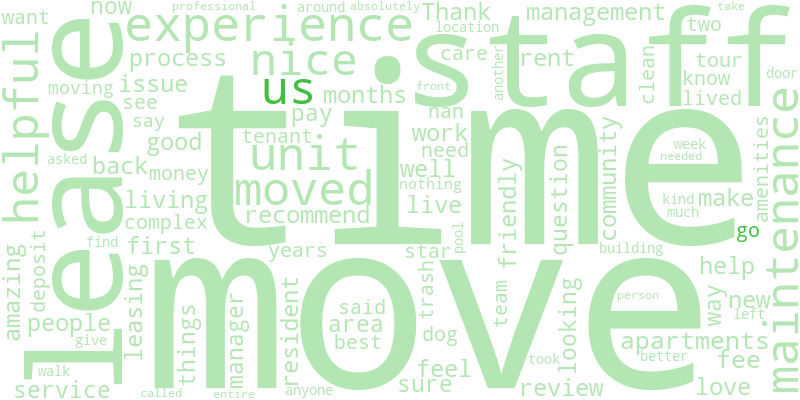 want
now
professional
around
absolutely
take
Thank
management
location
two
experience
process
nice
staff
care
another
rent
clean
tour
know
lived
door
helpful
lease
moving
issue
see
say
us
months
front
pay
nan
time
good
tenant
work
need
unit
week
needed
asked
back
money
well
nothing
moved
friendly
question
community
kind
much
make
amenities
maintenance
living
complex
recommend
live
first
years
star
pool
building
go
find
amazing
deposit
leasing
move
trash
team
looking
help
way
new
person
left
people
things
manager
resident
said
area
best
dog
feel
took
apartments
better
fee
give
walk
service
called
entire
anyone
sure
review
love